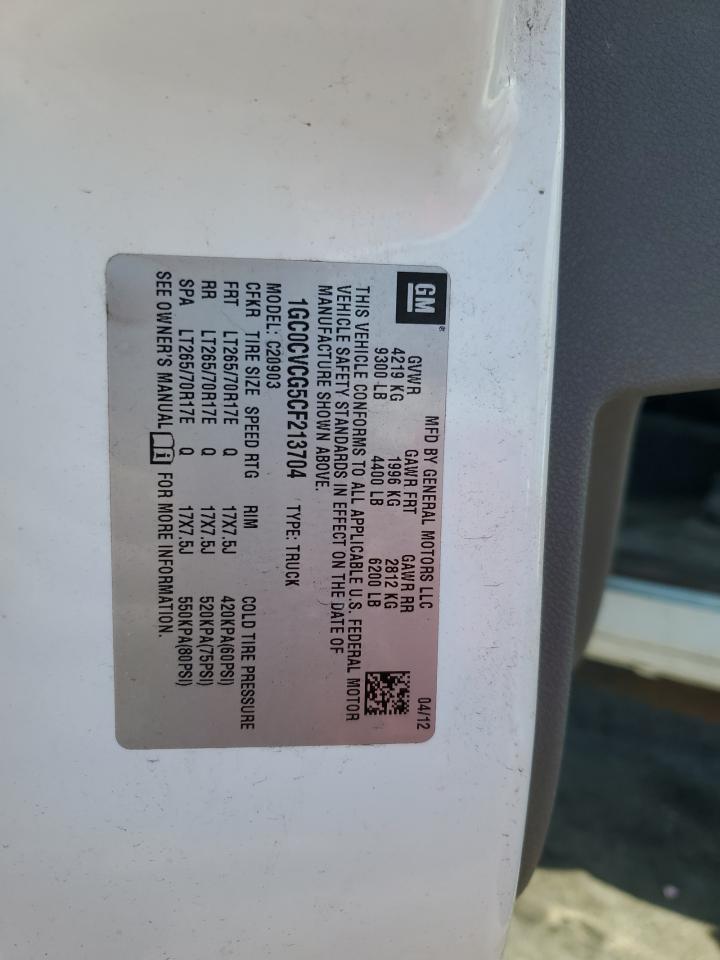 GM®
MFD BY GENERAL MOTORS LLC 04/12
GVWR GAWR FRT GAWR RR
4219 KG 1996 KG 2812 KG
9300 LB 4400 LB 6200 LB
THIS VEHICLE CONFORMS TO ALL APPLICABLE U.S. FEDERAL MOTOR
VEHICLE SAFETY STANDARDS IN EFFECT ON THE DATE OF
MANUFACTURE SHOWN ABOVE.
1GC0CVCG5CF213704 TYPE: TRUCK
MODEL: C20903
CFKR TIRE SIZE SPEED RTG RIM COLD TIRE PRESSURE
FRT LT265/70R17E Q 17X7.5J 420KPA(60PSI)
RR LT265/70R17E Q 17X7.5J 520KPA(75PSI)
SPA LT265/70R17E Q 17X7.5J 550KPA(80PSI)
SEE OWNER'S MANUAL i FOR MORE INFORMATION.